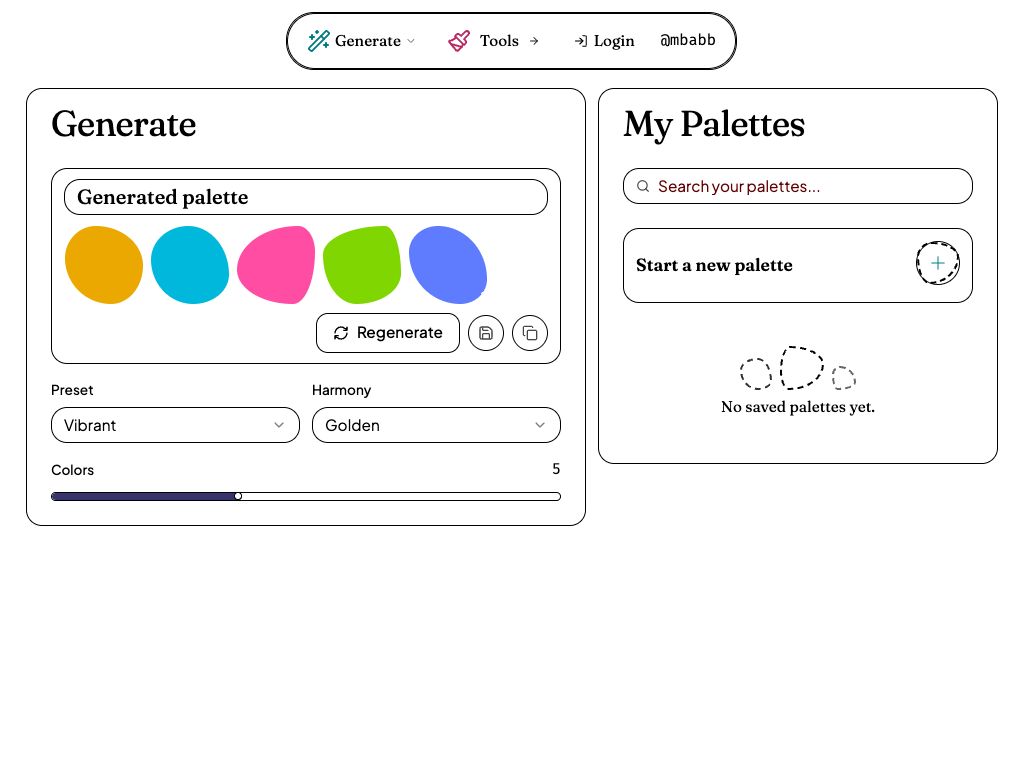 Generate
Tools
Login
@mbabb
Generate
Generated palette
Regenerate
Preset
Harmony
Vibrant
Golden
Colors
5
My Palettes
Search your palettes...
Start a new palette
No saved palettes yet.